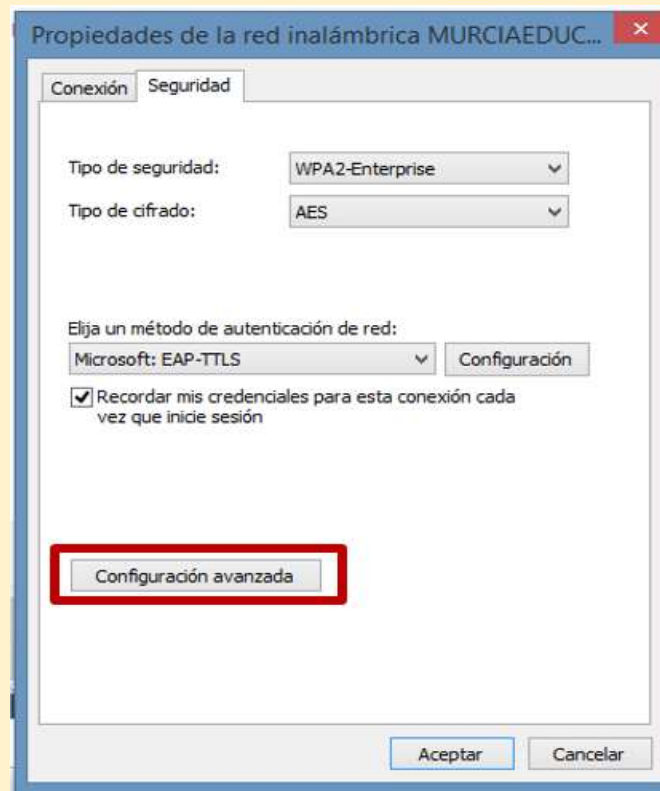 Propiedades de la red inalámbrica MURCIAEDUC...
Conexión Seguridad
Tipo de seguridad: WPA2-Enterprise
Tipo de cifrado: AES
Elija un método de autenticación de red:
Microsoft: EAP-TTLS Configuración
Recordar mis credenciales para esta conexión cada
vez que inicie sesión
Configuración avanzada
Aceptar Cancelar